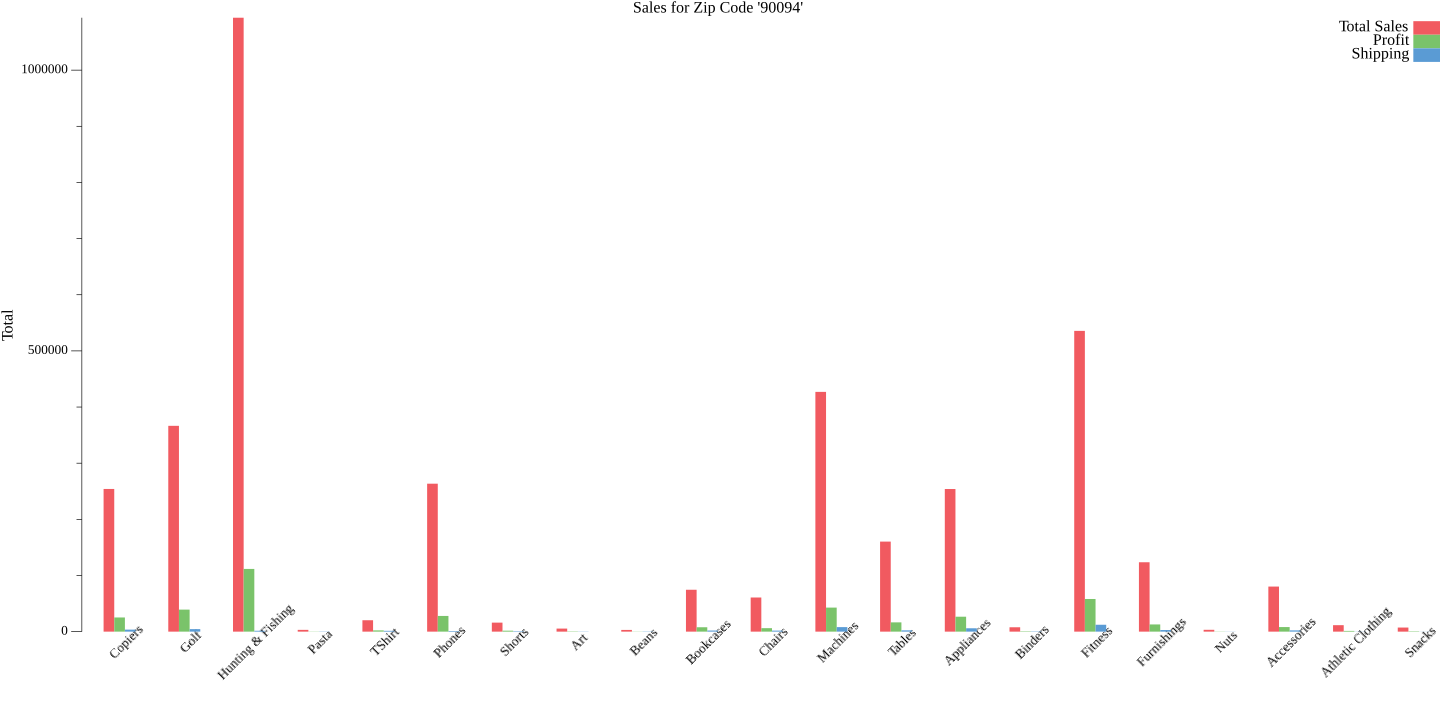 Sales for Zip Code '90094'
Total Sales
Profit
Shipping
Total
1000000
500000
0
Copiers
Golf
Hunting & Fishing
Pasta
TShirt
Phones
Shorts
Art
Beans
Bookcases
Chairs
Machines
Tables
Appliances
Binders
Fitness
Furnishings
Nuts
Accessories
Athletic Clothing
Snacks